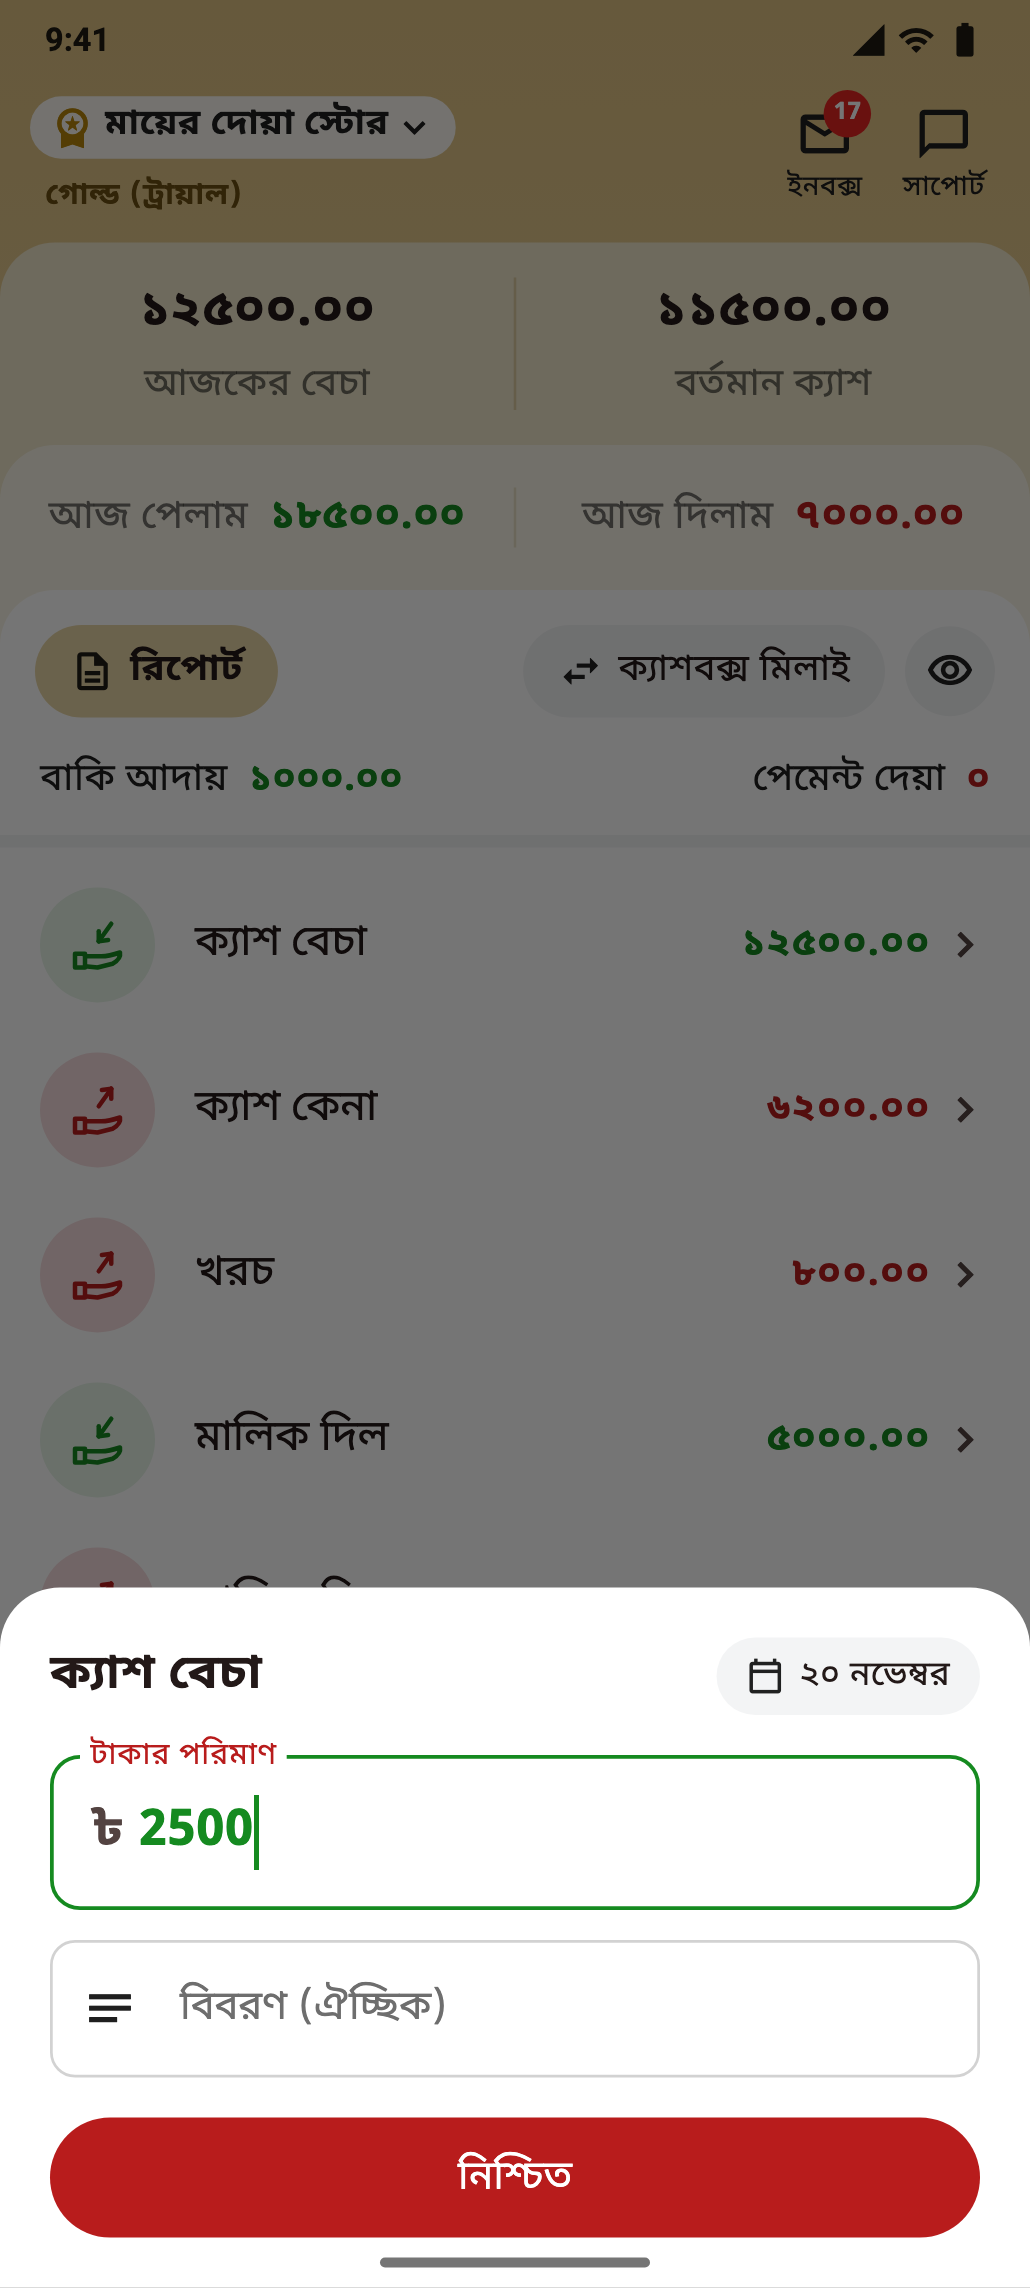 9:41
মায়ের দোয়া স্টোর
17
গোল্ড (ট্রায়াল)
ইনবক্স সাপোর্ট
১২৫০০.০০ ১১৫০০.০০
আজকের বেচা বর্তমান ক্যাশ
আজ পেলাম ১৮৫০০.০০ আজ দিলাম ৭০০০.০০
রিপোর্ট ক্যাশবক্স মিলাই
বাকি আদায় ১০০০.০০ পেমেন্ট দেয়া ০
ক্যাশ বেচা ১২৫০০.০০
ক্যাশ কেনা ৬২০০.০০
খরচ ৮০০.০০
মালিক দিল ৫০০০.০০
ক্যাশ বেচা ২০ নভেম্বর
টাকার পরিমাণ
৳ 2500
বিবরণ (ঐচ্ছিক)
নিশ্চিত